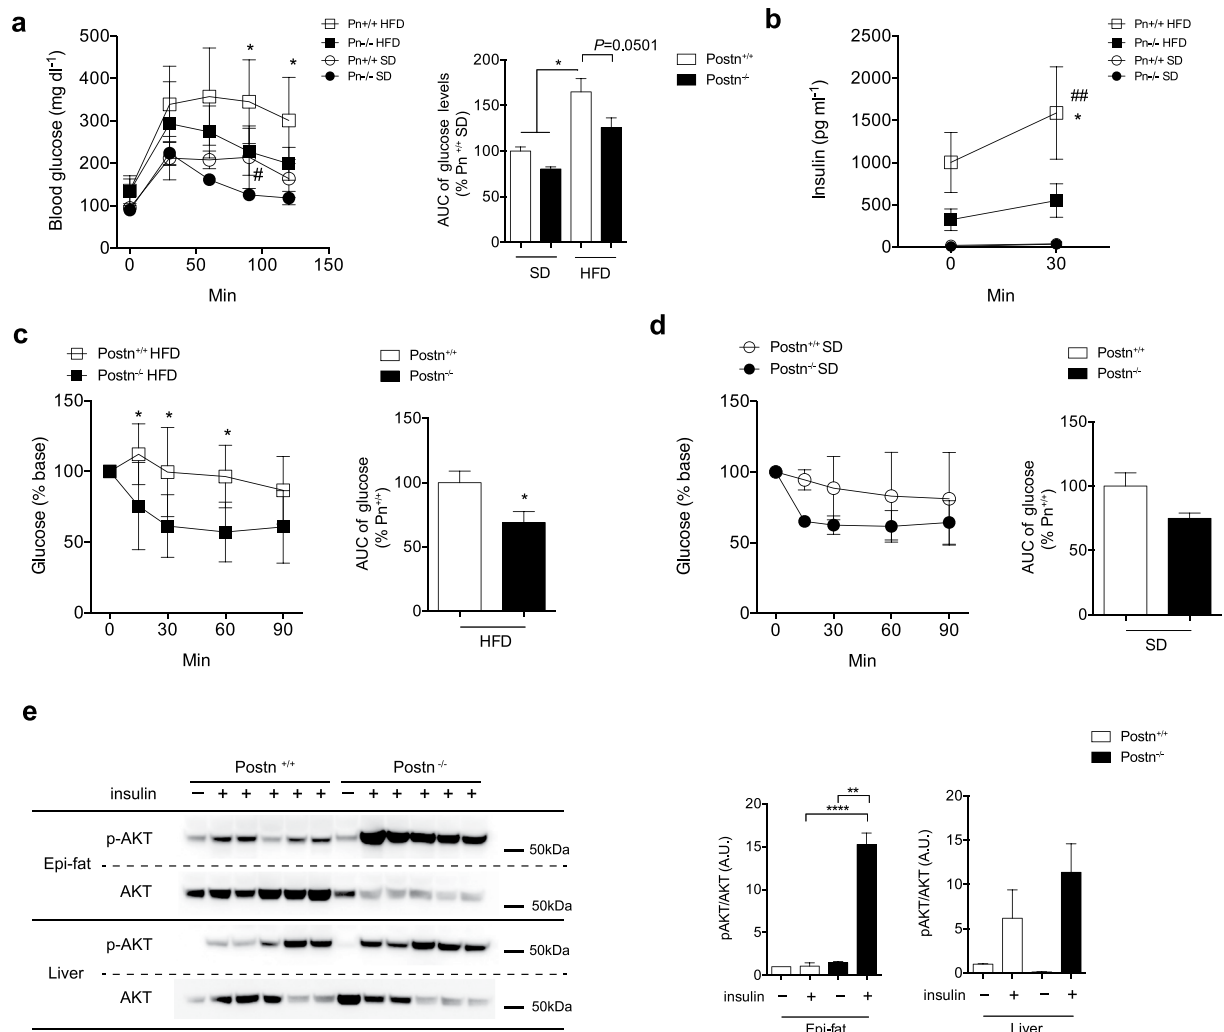 a
Pn+/+ HFD
Pn-/- HFD
Pn+/+ SD
Pn-/- SD
Blood glucose (mg dl-1)
500
400
300
200
100
0
* *
#
0 50 100 150
Min
AUC of glucose levels
(% Pn +/+ SD)
200
150
100
50
0
*
P=0.0501
SD HFD
Postn+/+
Postn-/-
b
Pn+/+ HFD
Pn-/- HFD
Pn+/+ SD
Pn-/- SD
Insulin (pg ml-1)
2500
2000
1500
1000
500
0
##
*
0 30
Min
c
Postn+/+ HFD
Postn-/- HFD
Glucose (% base)
150
100
50
0
* * *
0 30 60 90
Min
Postn+/+
Postn-/-
AUC of glucose
(% Pn+/+)
150
100
50
0
*
HFD
d
Postn+/+ SD
Postn-/- SD
Glucose (% base)
150
100
50
0
0 30 60 90
Min
Postn+/+
Postn-/-
AUC of glucose
(% Pn+/+)
150
100
50
0
SD
e
Postn +/+ Postn -/-
insulin − + + + + + − + + + + +
Epi-fat
p-AKT 50kDa
AKT 50kDa
Liver
p-AKT 50kDa
AKT 50kDa
Postn+/+
Postn-/-
pAKT/AKT (A.U.)
20
15
10
5
0
**
****
insulin − + − +
Epi-fat
pAKT/AKT (A.U.)
20
15
10
5
0
insulin − + − +
Liver